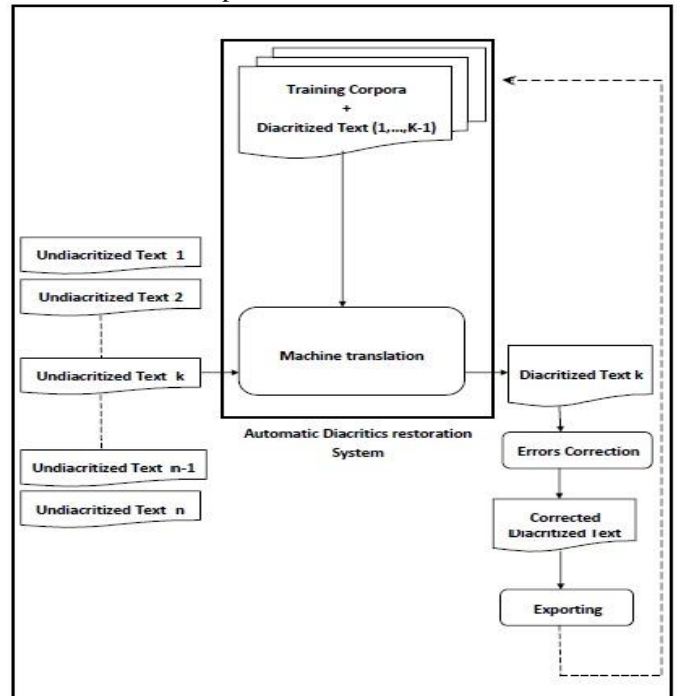 Training Corpora
+
Diacritized Text (1,...,K-1)
Undiacritized Text 1
Undiacritized Text 2
Undiacritized Text k
Undiacritized Text n-1
Undiacritized Text n
Machine translation
Automatic Diacritics restoration
System
Diacritized Text k
Errors Correction
Corrected
Diacritized Text
Exporting